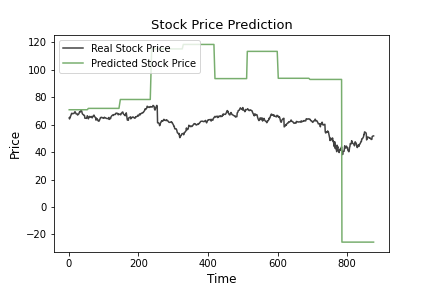 Stock Price Prediction
Real Stock Price
Predicted Stock Price
120
100
80
60
40
20
0
−20
Price
0 200 400 600 800
Time